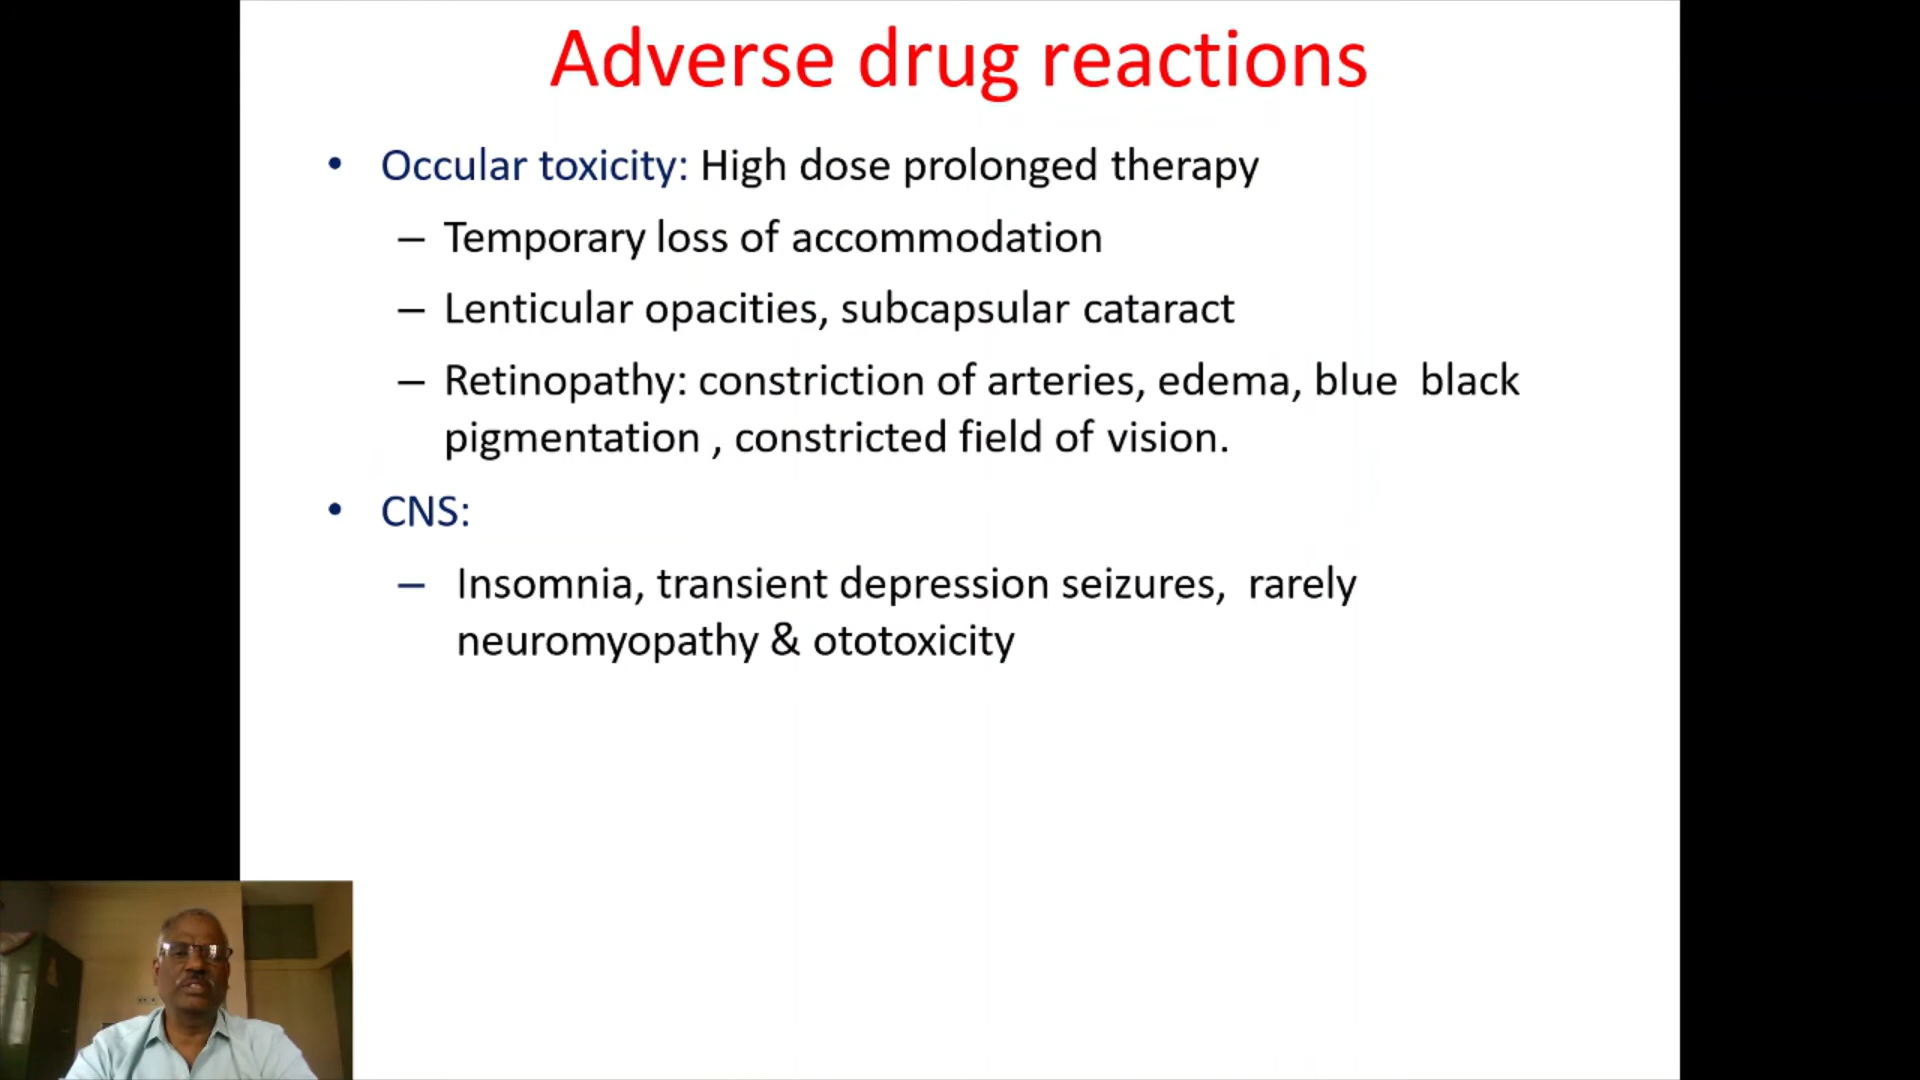 Adverse drug reactions
• Occular toxicity: High dose prolonged therapy
– Temporary loss of accommodation
– Lenticular opacities, subcapsular cataract
– Retinopathy: constriction of arteries, edema, blue  black
pigmentation , constricted field of vision.
• CNS:
– Insomnia, transient depression seizures,  rarely
neuromyopathy & ototoxicity